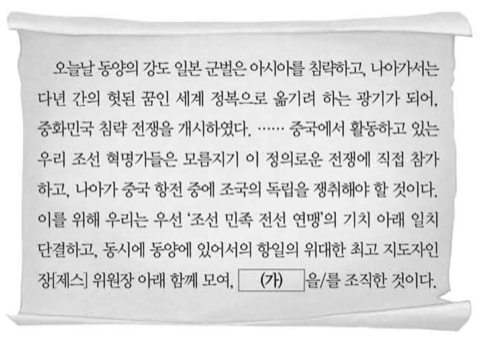 오늘날 동양의 강도 일본 군벌은 아시아를 침략하고, 나아가서는
다년 간의 헛된 꿈인 세계 정복으로 옮기려 하는 광기가 되어,
중화민국 침략 전쟁을 개시하였다. …… 중국에서 활동하고 있는
우리 조선 혁명가들은 모름지기 이 정의로운 전쟁에 직접 참가
하고, 나아가 중국 항전 중에 조국의 독립을 쟁취해야 할 것이다.
이를 위해 우리는 우선 ‘조선 민족 전선 연맹’의 기치 아래 일치
단결하고, 동시에 동양에 있어서의 항일의 위대한 최고 지도자인
장[제스] 위원장 아래 함께 모여, (가) 을/를 조직한 것이다.